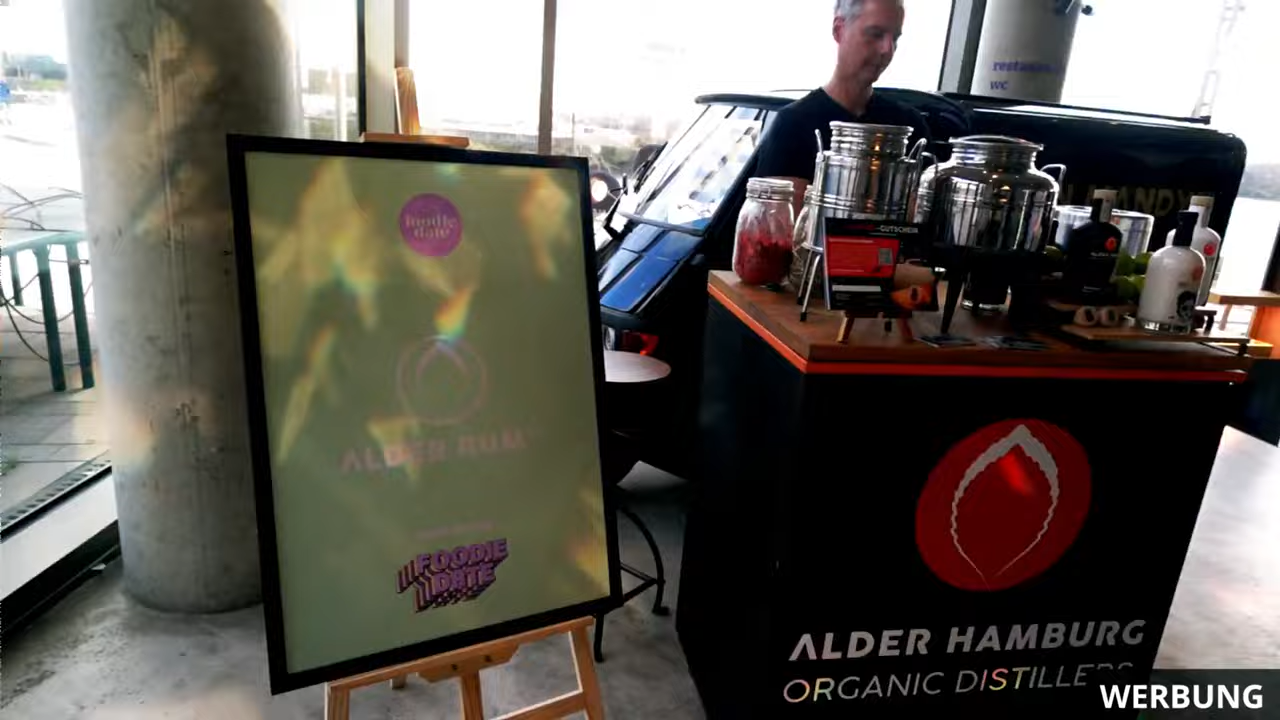 foodie
date
ALDER RUM
FOODIE
DATE
restaurant
WC
GUTSCHEIN
ALDER HAMBURG
ORGANIC DISTILLERS
WERBUNG